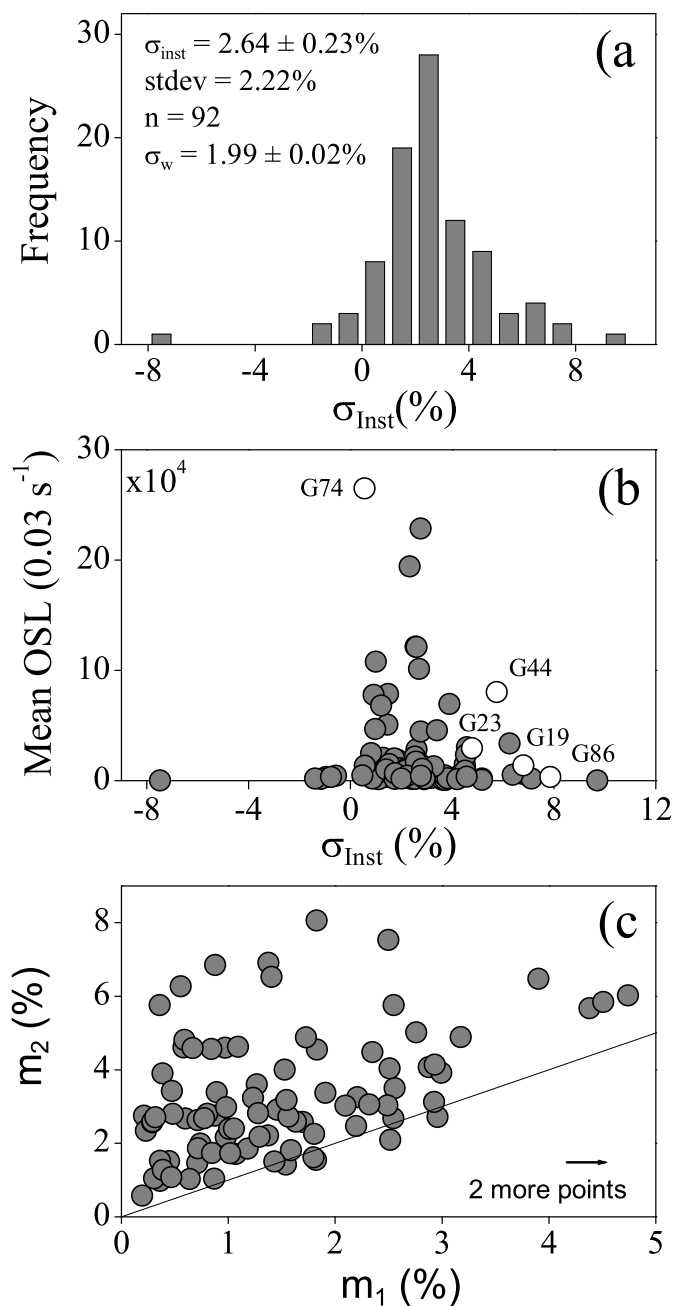 (a
σinst = 2.64 ± 0.23%
stdev = 2.22%
n = 92
σw = 1.99 ± 0.02%
Frequency
30
20
10
0
-8 -4 0 4 8
σInst(%)
(b
x10⁴
G74
G44
G23
G19
G86
Mean OSL (0.03 s⁻¹)
30
20
10
0
-8 -4 0 4 8 12
σInst (%)
(c
m₂ (%)
8
6
4
2
0
2 more points
0 1 2 3 4 5
m₁ (%)